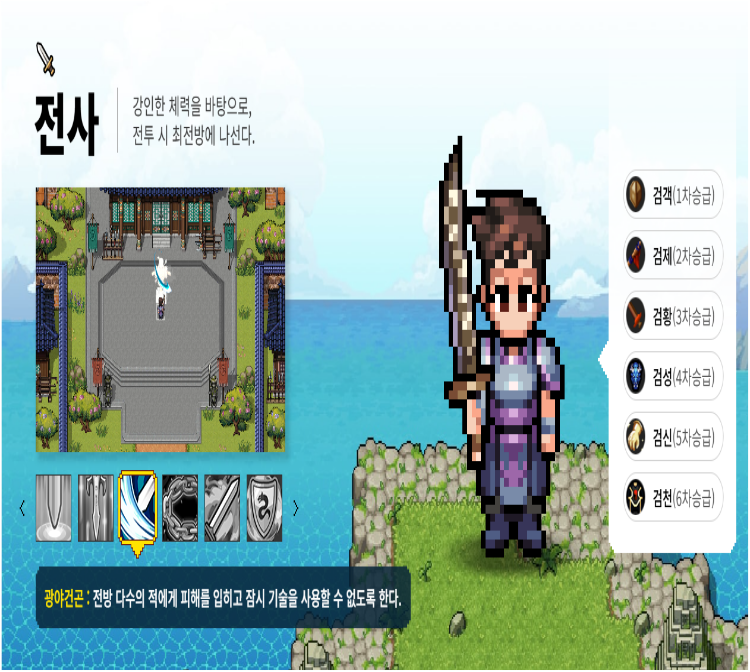 전사
강인한 체력을 바탕으로,
전투 시 최전방에 나선다.
검객(1차승급)
검제(2차승급)
검황(3차승급)
검성(4차승급)
검신(5차승급)
검천(6차승급)
광야건곤 : 전방 다수의 적에게 피해를 입히고 잠시 기술을 사용할 수 없도록 한다.